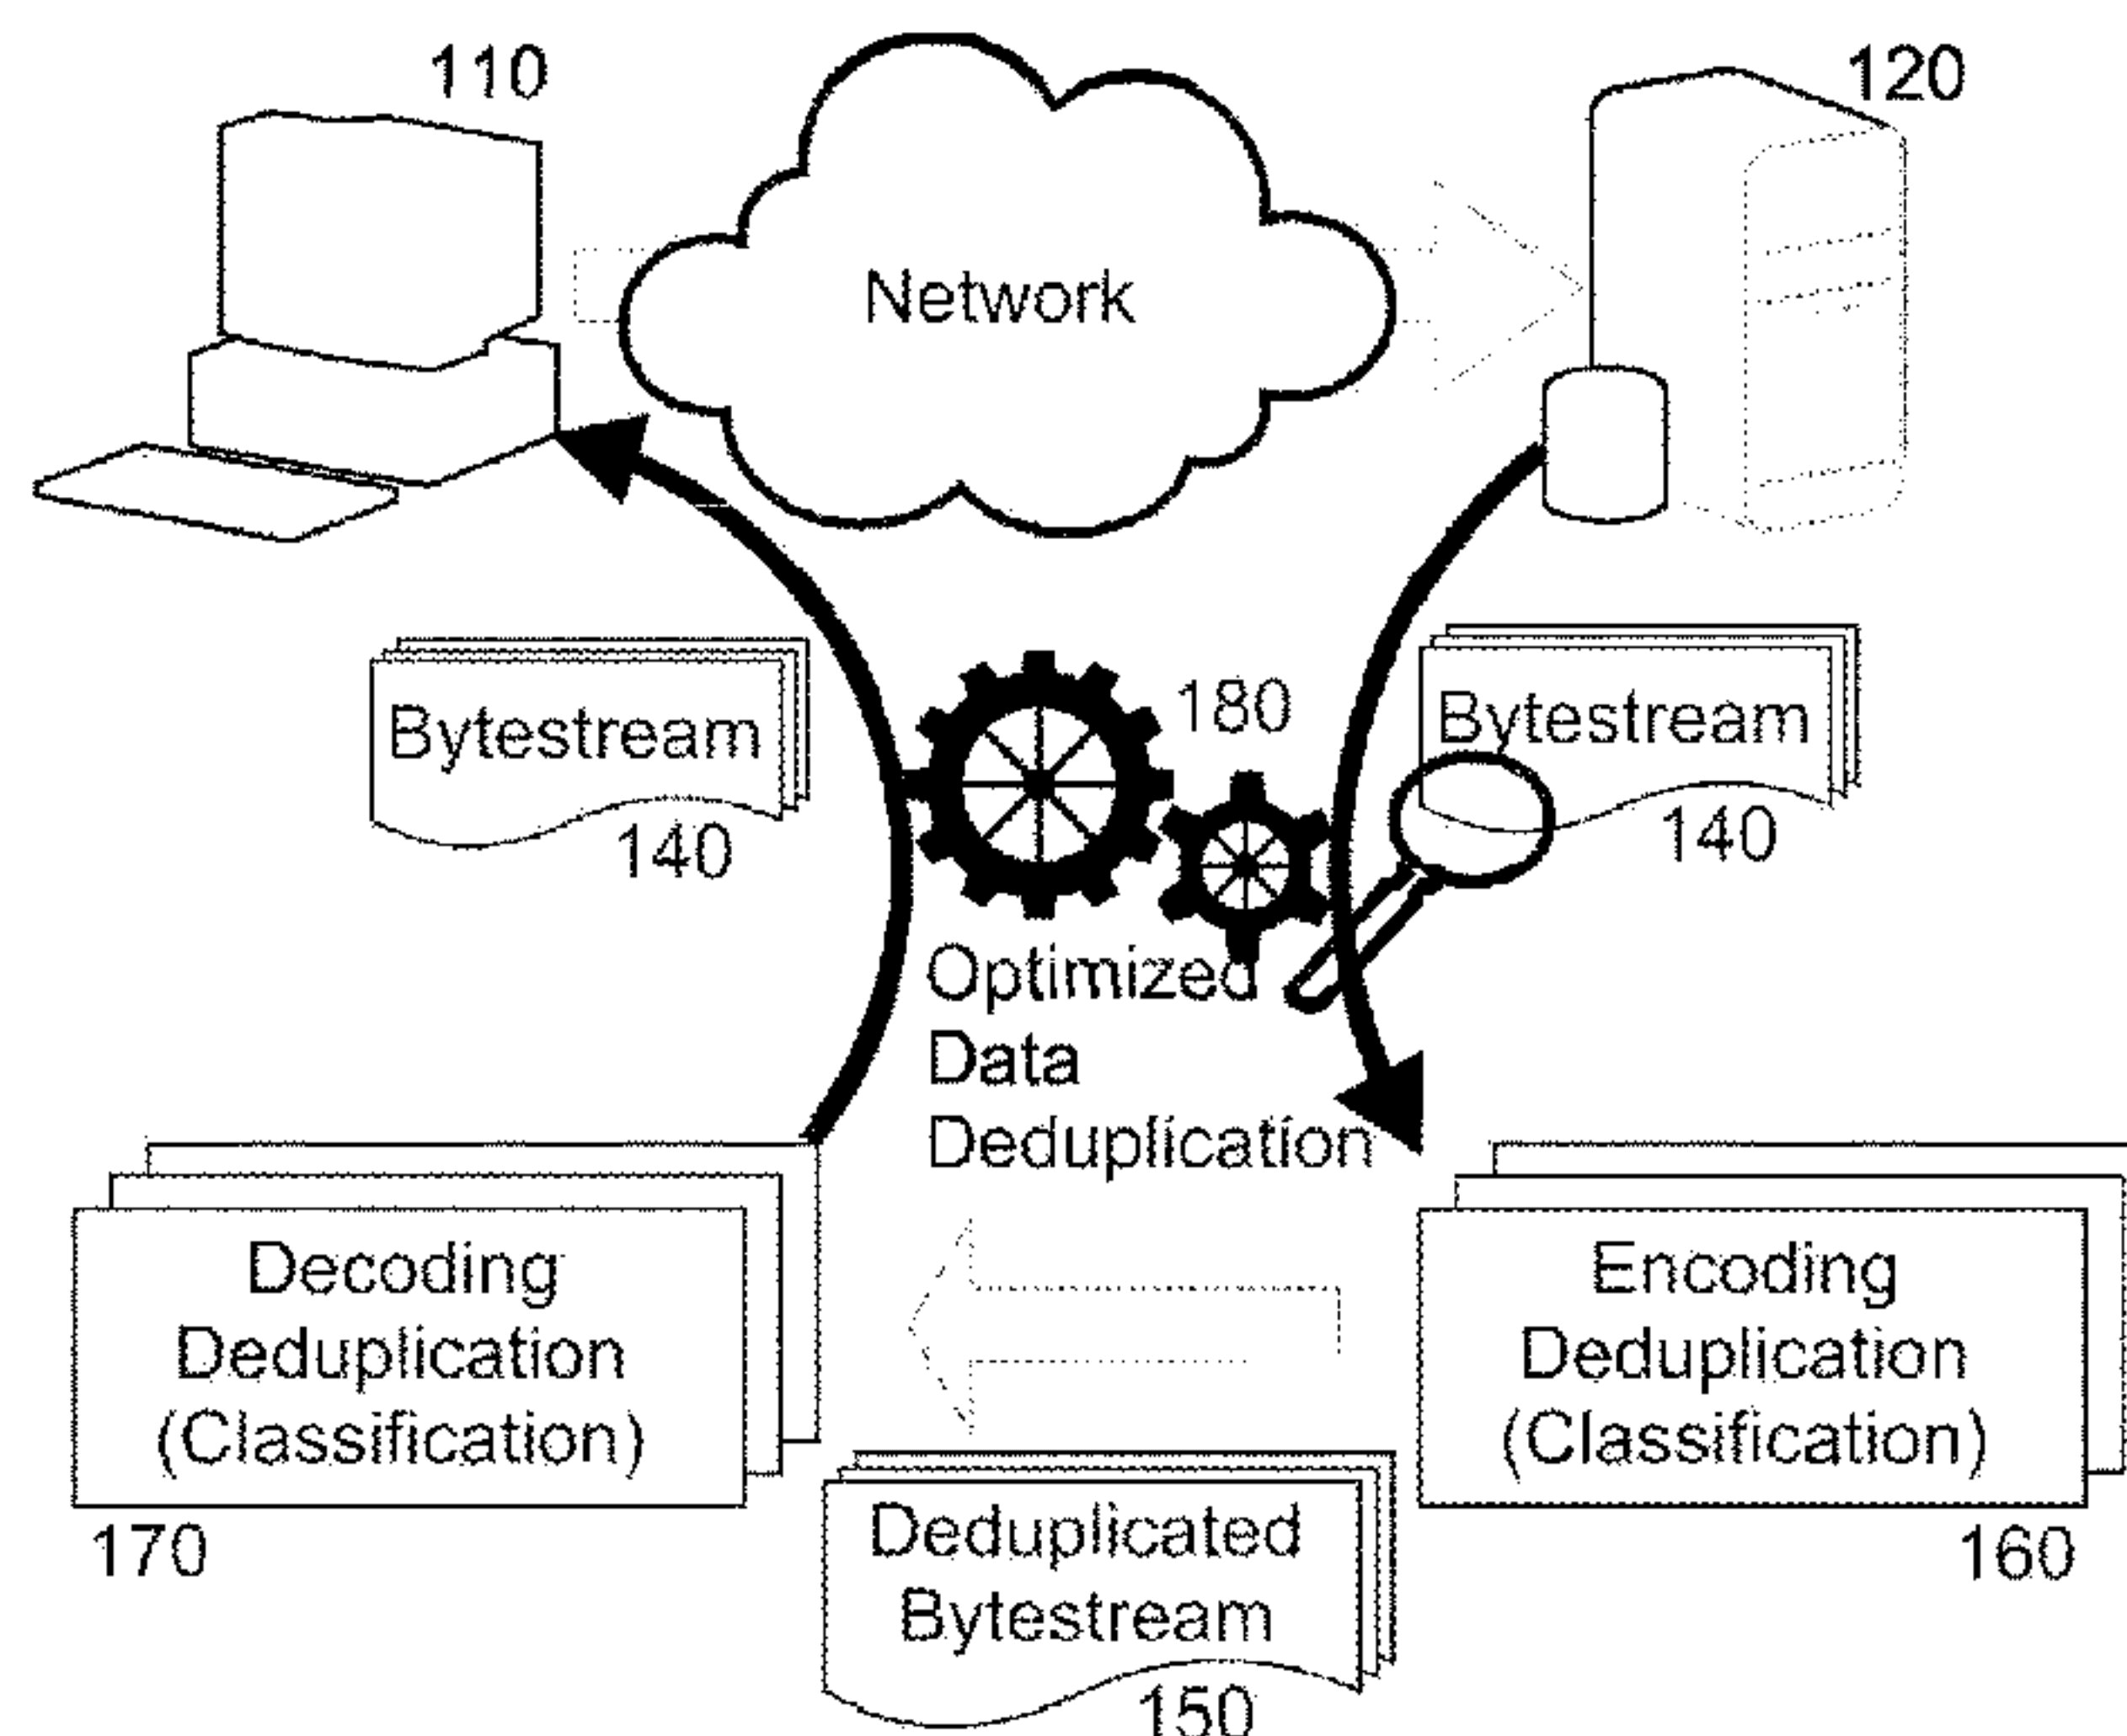 110
120
Network
Bytestream
140
180
Bytestream
140
Optimized
Data
Deduplication
Decoding
Deduplication
(Classification)
170
Encoding
Deduplication
(Classification)
160
Deduplicated
Bytestream
150